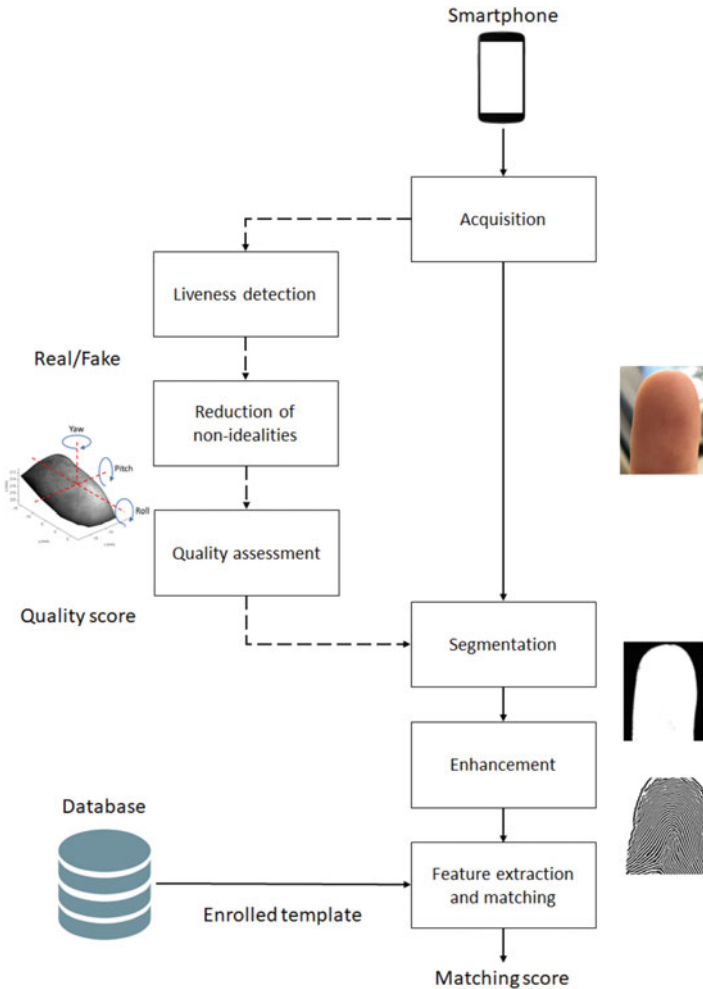 Smartphone
Acquisition
Liveness detection
Real/Fake
Reduction of
non-idealities
Yaw
Pitch
Roll
Quality assessment
Quality score
Segmentation
Enhancement
Database
Feature extraction
and matching
Enrolled template
Matching score